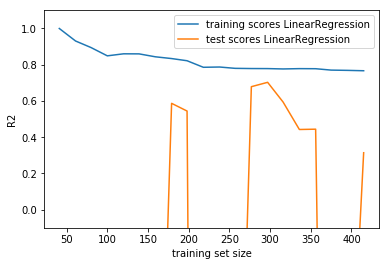 training scores LinearRegression
test scores LinearRegression
1.0
0.8
0.6
0.4
0.2
0.0
R2
50 100 150 200 250 300 350 400
training set size